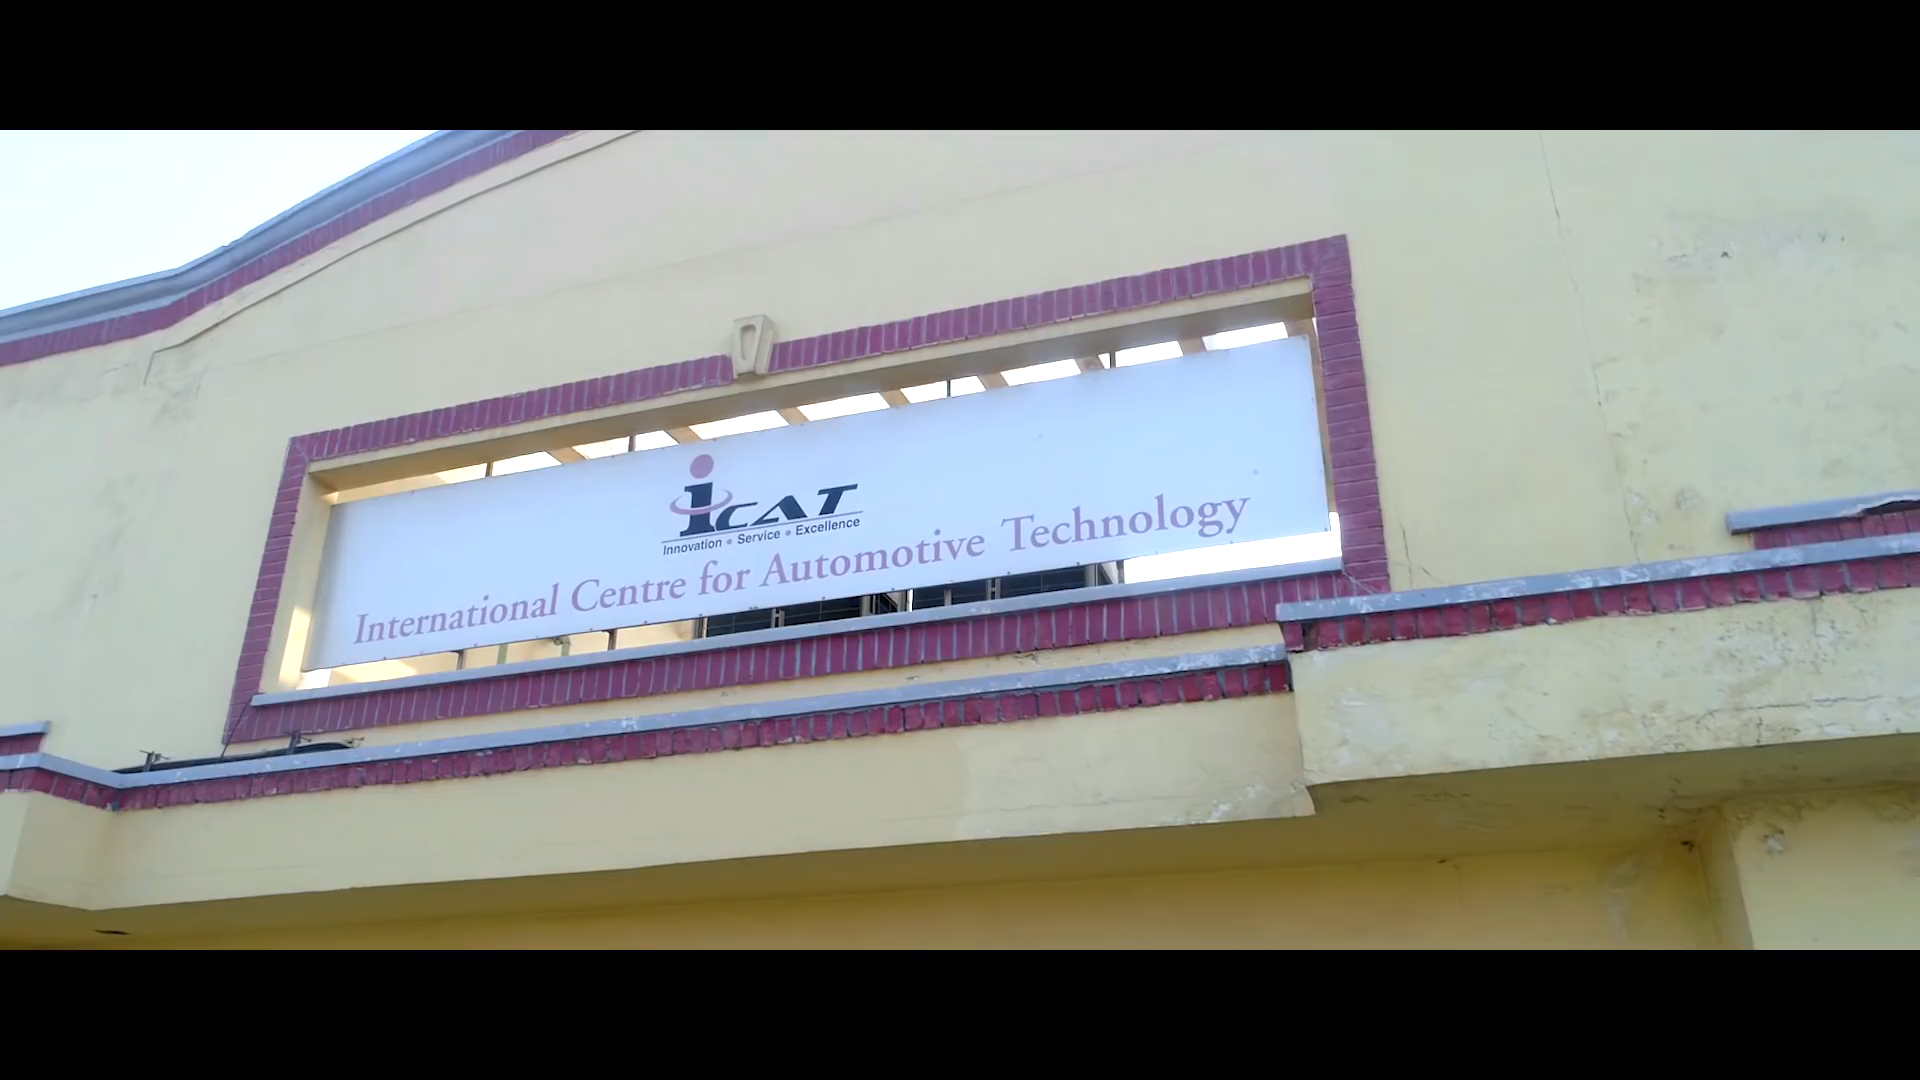 iCAT
Innovation • Service • Excellence
International Centre for Automotive Technology